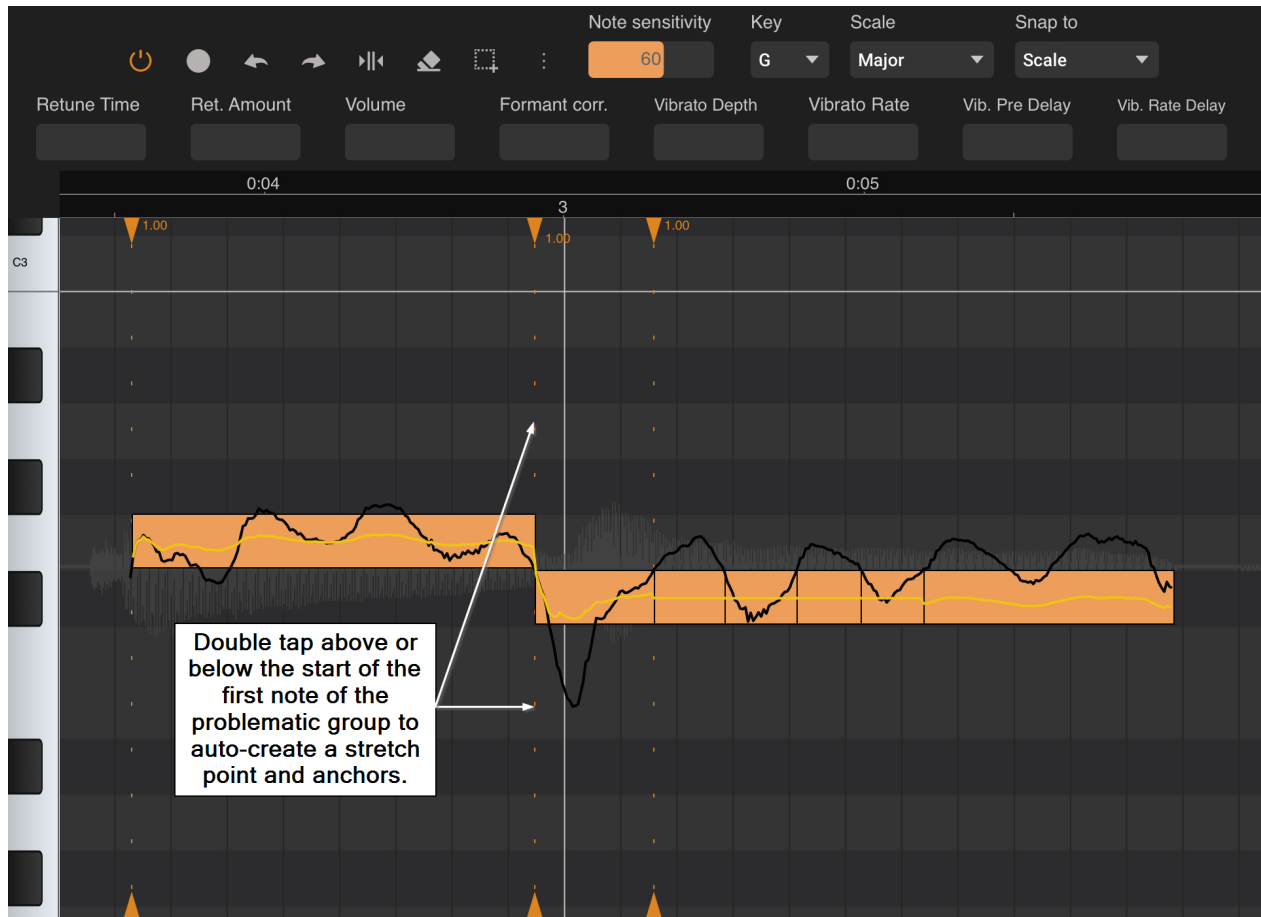 Note sensitivity Key Scale Snap to
60 G Major Scale
Retune Time Ret. Amount Volume Formant corr. Vibrato Depth Vibrato Rate Vib. Pre Delay Vib. Rate Delay
0:04 0:05
3
1.00 1.00 1.00
C3
Double tap above or
below the start of the
first note of the
problematic group to
auto-create a stretch
point and anchors.